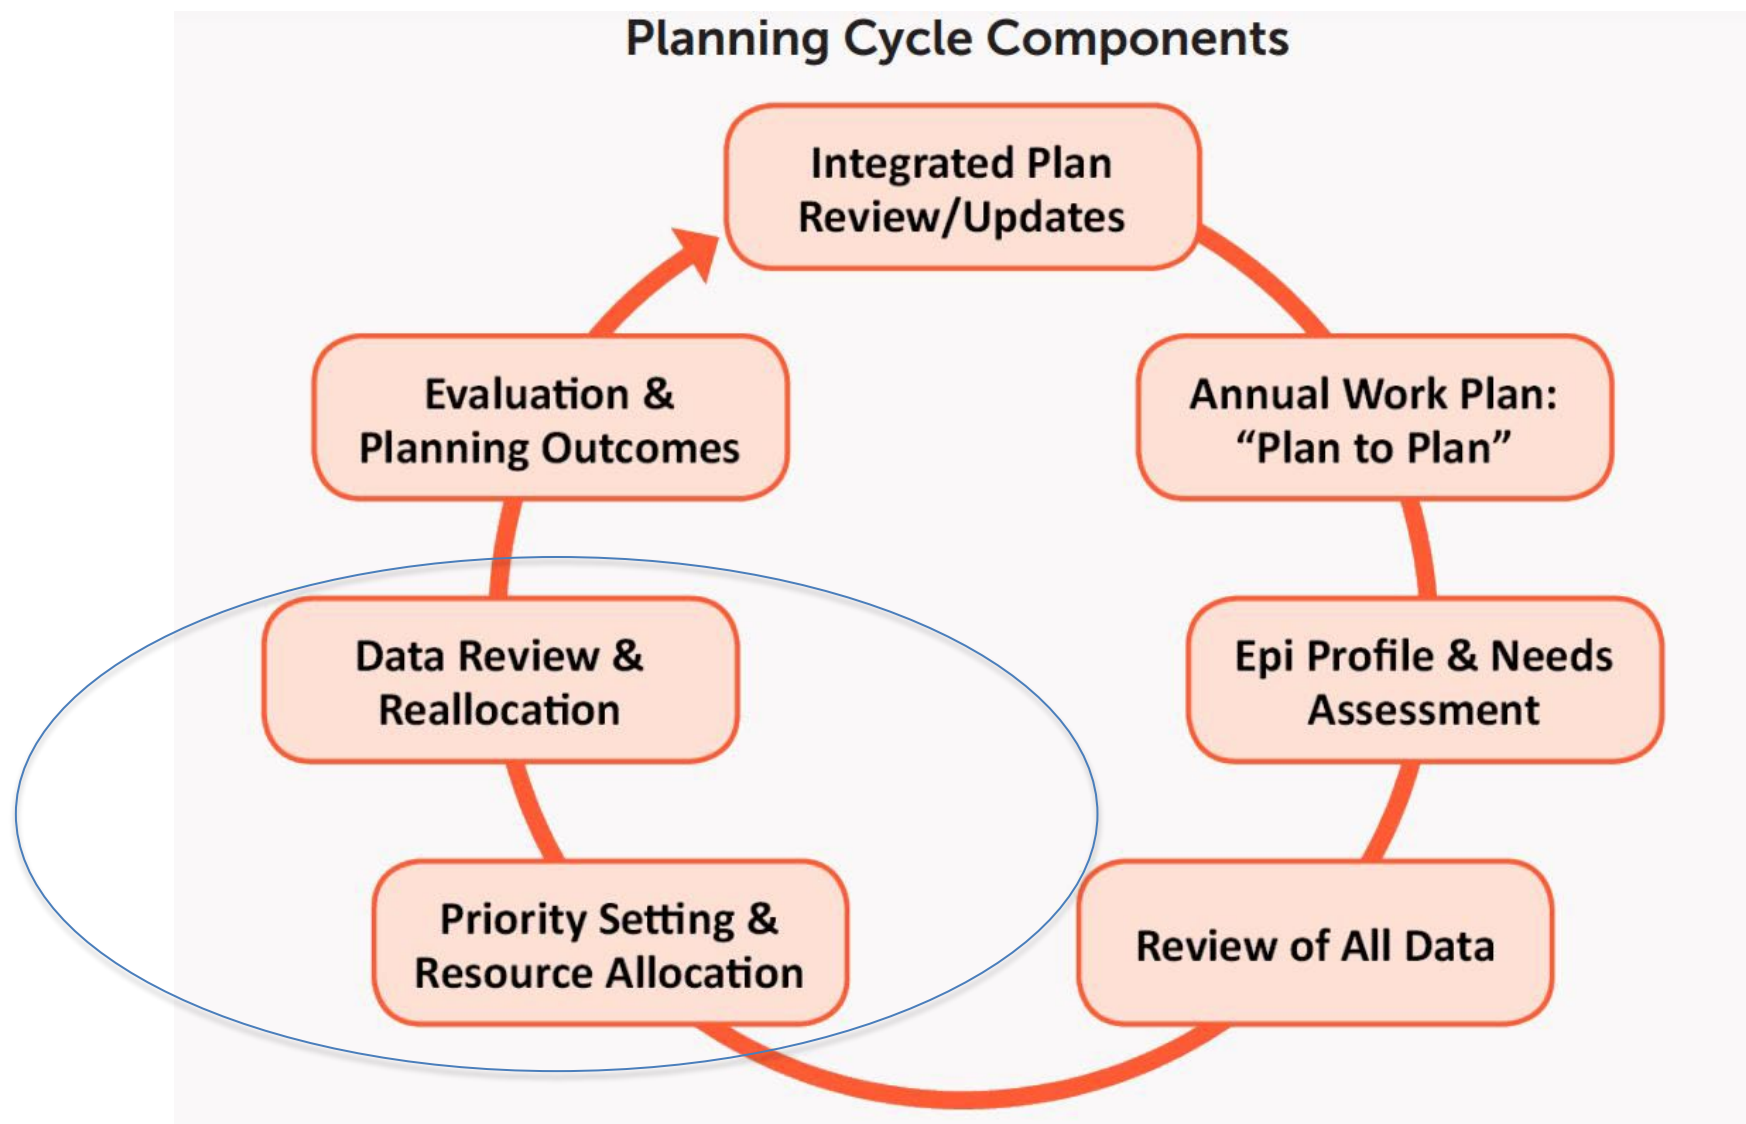 Planning Cycle Components
Integrated Plan
Review/Updates
Annual Work Plan:
“Plan to Plan”
Epi Profile & Needs
Assessment
Review of All Data
Priority Setting &
Resource Allocation
Data Review &
Reallocation
Evaluation &
Planning Outcomes